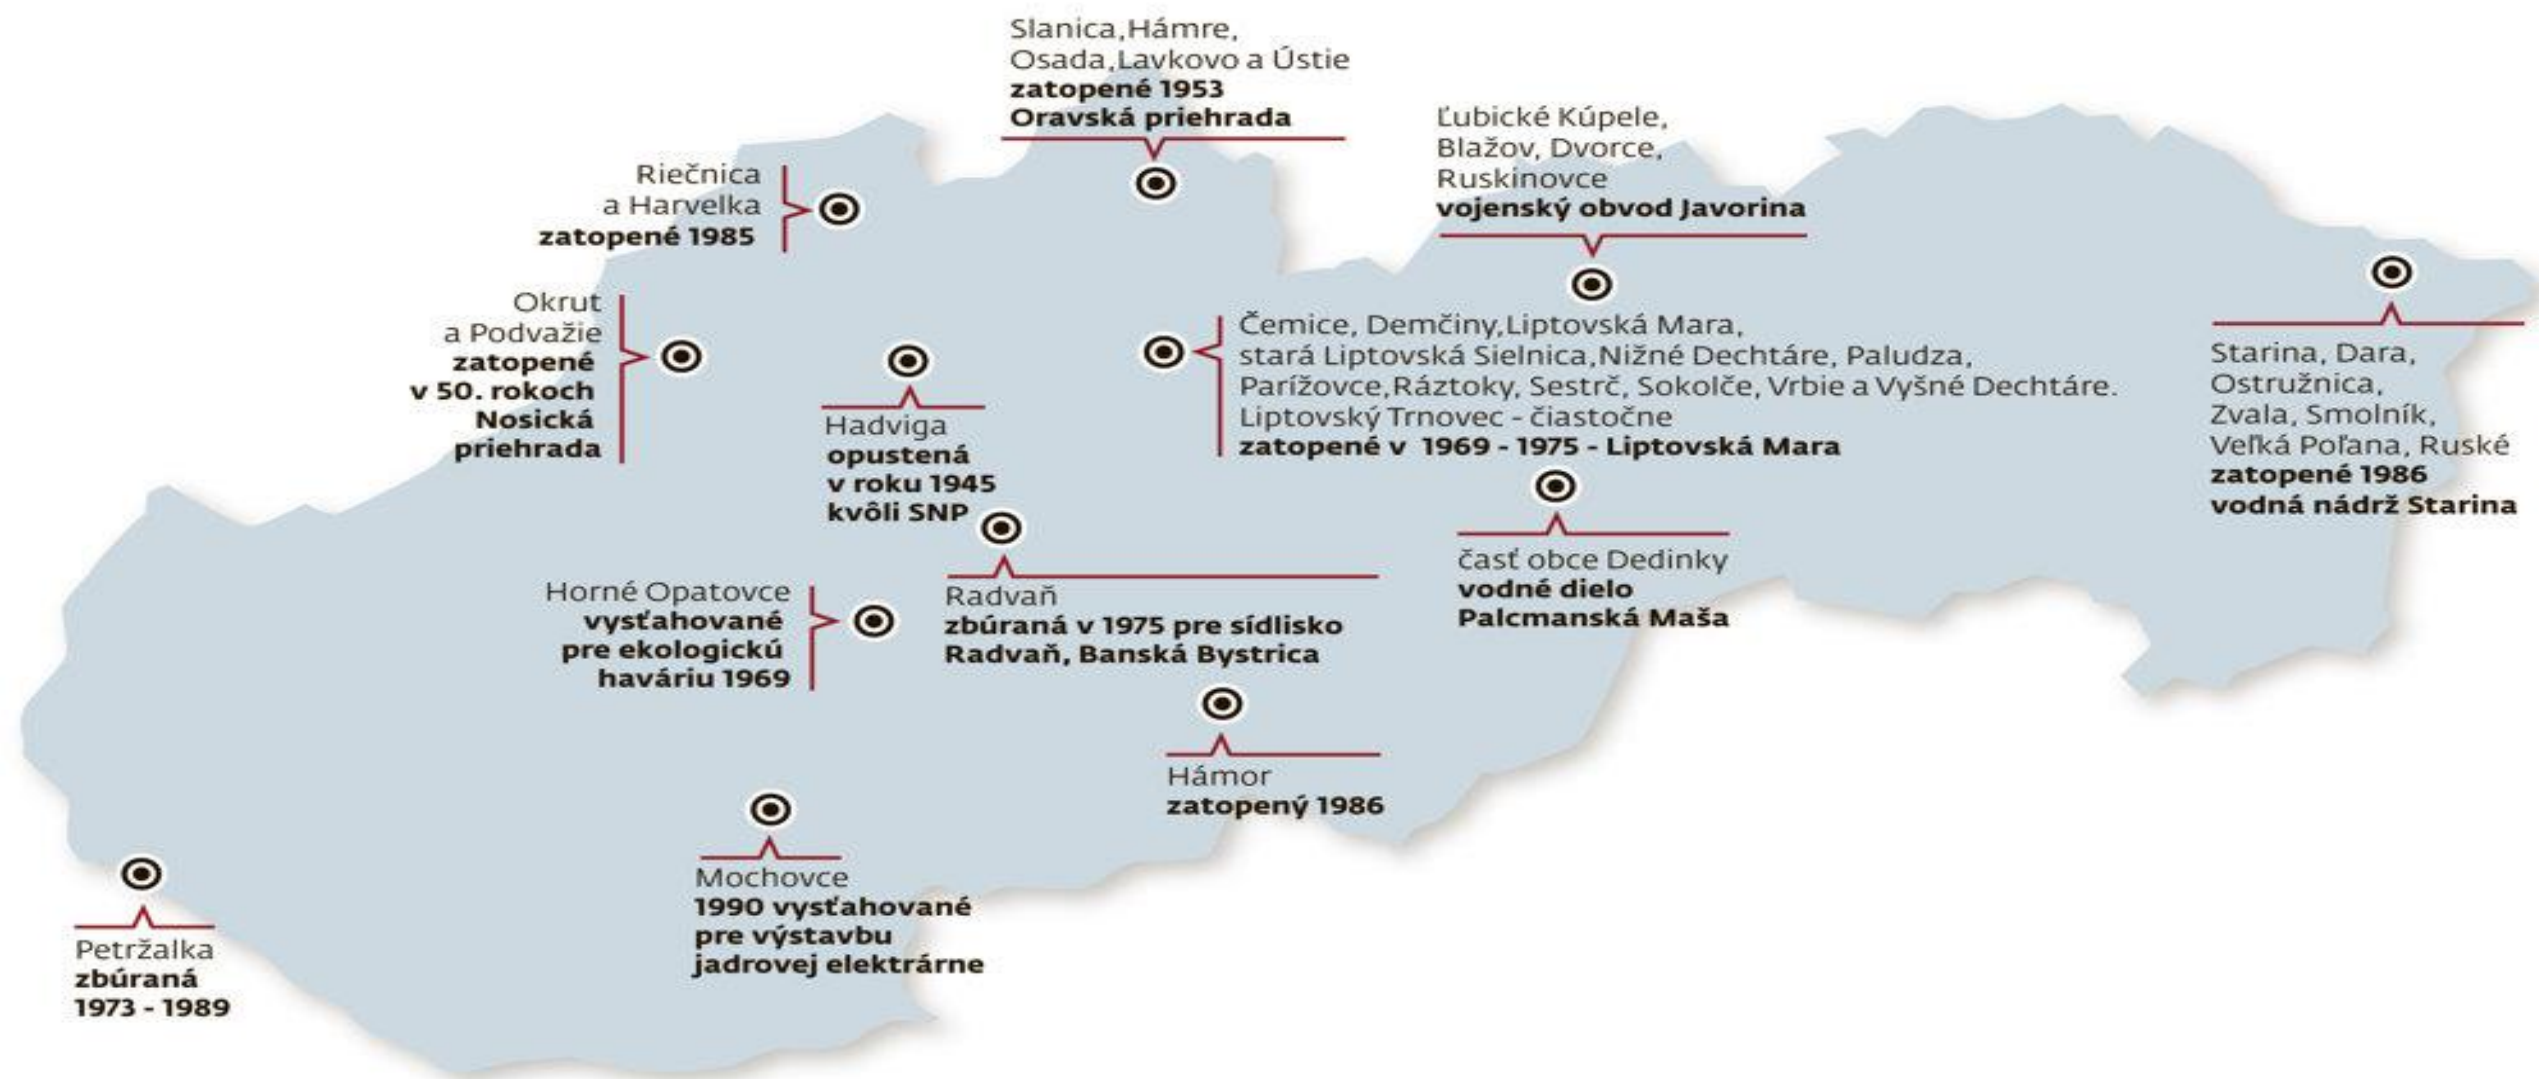 Slanica,Hámre,
Osada,Lavkovo a Ústie
zatopené 1953
Oravská priehrada
Ľubické Kúpele,
Blažov, Dvorce,
Ruskinovce
vojenský obvod Javorina
Riečnica
a Harvelka
zatopené 1985
Okrut
a Podvažie
zatopené
v 50. rokoch
Nosická
priehrada
Hadviga
opustená
v roku 1945
kvôli SNP
Čemice, Demčiny,Liptovská Mara,
stará Liptovská Sielnica,Nižné Dechtáre, Paludza,
Parížovce,Ráztoky, Sestrč, Sokolče, Vrbie a Vyšné Dechtáre.
Liptovský Trnovec - čiastočne
zatopené v 1969 - 1975 - Liptovská Mara
Starina, Dara,
Ostružnica,
Zvala, Smolník,
Veľká Poľana, Ruské
zatopené 1986
vodná nádrž Starina
Horné Opatovce
vysťahované
pre ekologickú
haváriu 1969
Radvaň
zbúraná v 1975 pre sídlisko
Radvaň, Banská Bystrica
časť obce Dedinky
vodné dielo
Palcmanská Maša
Hámor
zatopený 1986
Mochovce
1990 vysťahované
pre výstavbu
jadrovej elektrárne
Petržalka
zbúraná
1973 - 1989